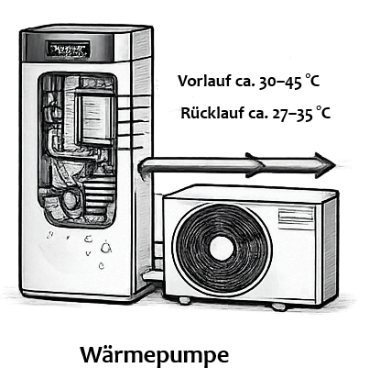 Vorlauf ca. 30–45 °C
Rücklauf ca. 27–35 °C
Wärmepumpe